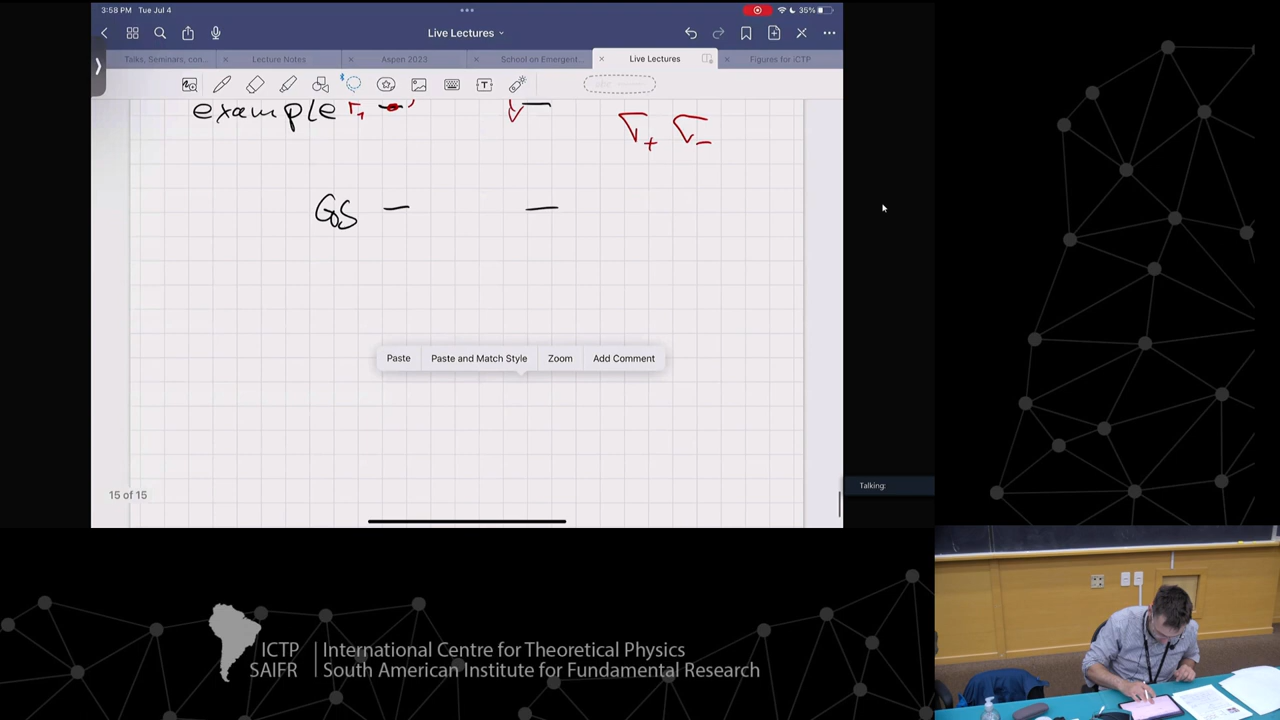 3:58 PM Tue Jul 4
35%
Live Lectures
Talks, Seminars, con...
Lecture Notes
Aspen 2023
School on Emergent...
Live Lectures
Figures for iCTP
example
σ+ σ-
GS
Paste
Paste and Match Style
Zoom
Add Comment
15 of 15
Talking:
ICTP International Centre for Theoretical Physics
SAIFR South American Institute for Fundamental Research